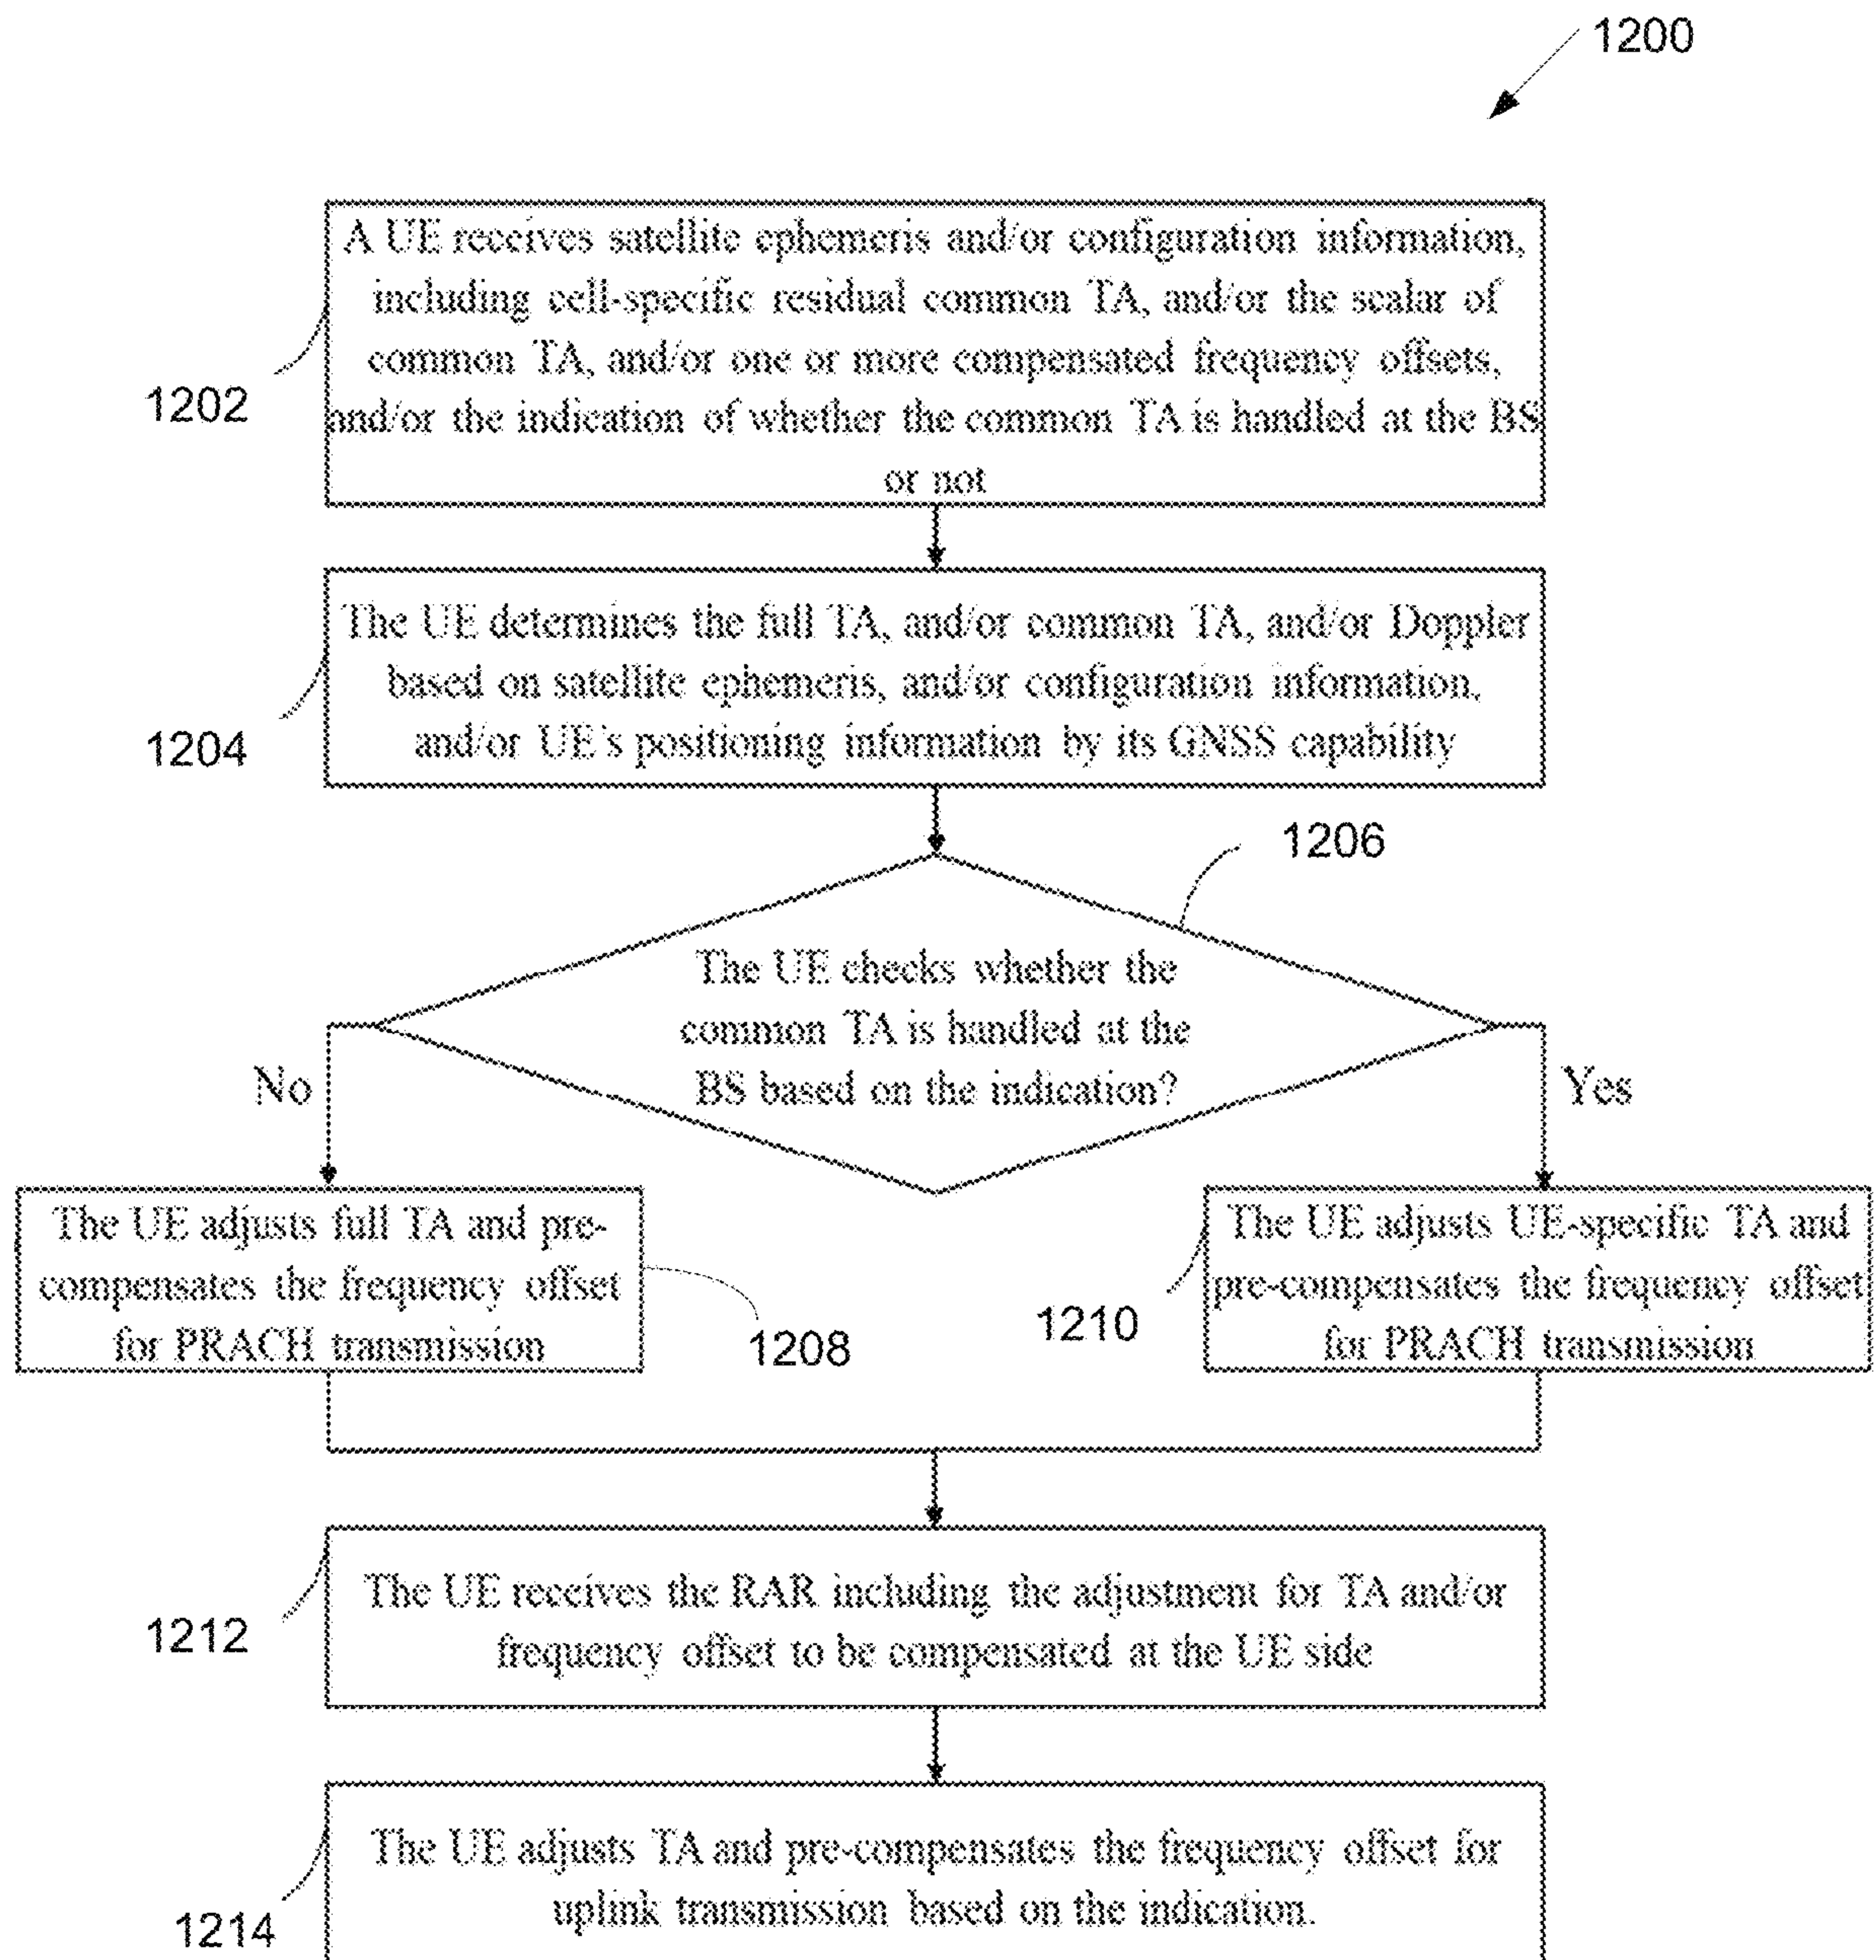 1200
A UE receives satellite ephemeris and/or configuration information,
including cell-specific residual common TA, and/or the scalar of
common TA, and/or one or more compensated frequency offsets,
and/or the indication of whether the common TA is handled at the BS
or not
1202
The UE determines the full TA, and/or common TA, and/or Doppler
based on satellite ephemeris, and/or configuration information,
and/or UE's positioning information by its GNSS capability
1204
1206
The UE checks whether the
common TA is handled at the
BS based on the indication?
No
Yes
The UE adjusts full TA and pre-
compensates the frequency offset
for PRACH transmission
1208
The UE adjusts UE-specific TA and
pre-compensates the frequency offset
for PRACH transmission
1210
The UE receives the RAR including the adjustment for TA and/or
frequency offset to be compensated at the UE side
1212
The UE adjusts TA and pre-compensates the frequency offset for
uplink transmission based on the indication.
1214